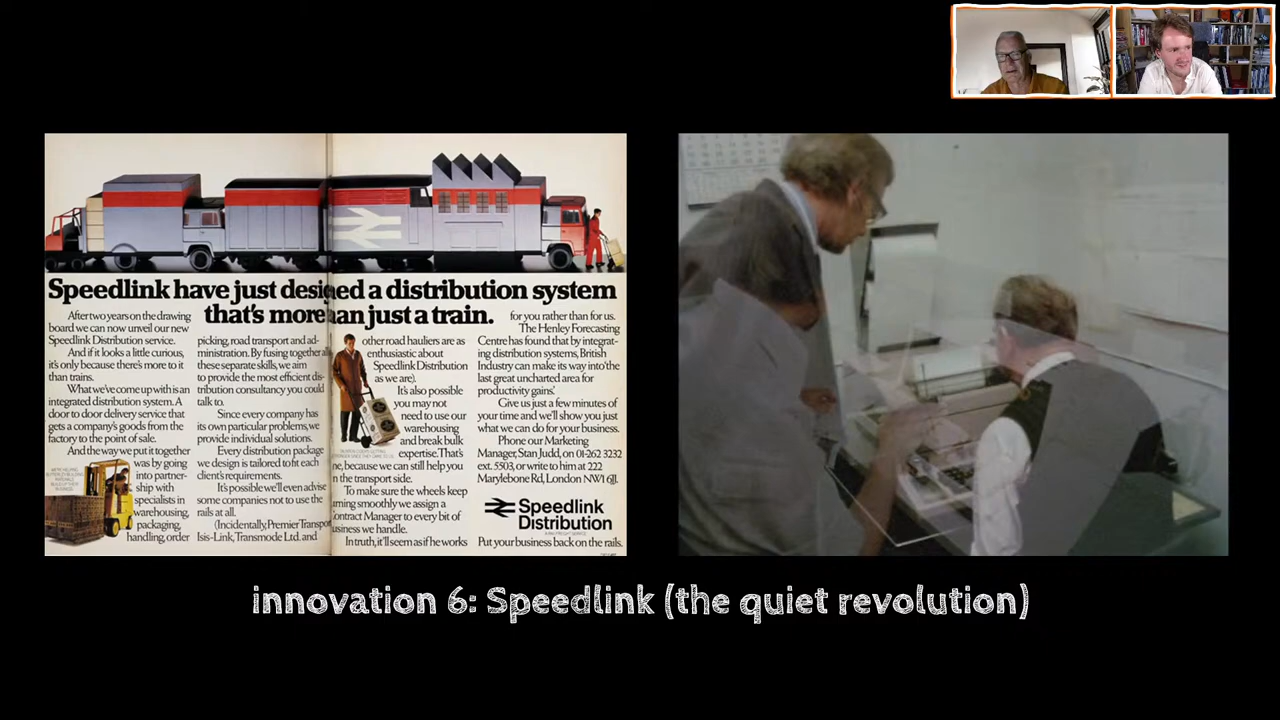 Speedlink have just designed a distribution system
that's more than just a train.
After two years on the drawing
board we can now unveil our new
Speedlink Distribution service.
And if it looks a little curious,
it's only because there's more to it
than trains.
What we've come up with is an
integrated distribution system. A
door to door delivery service that
gets a company's goods from the
factory to the point of sale.
And the way we put it together
was by going
into partner-
ship with
specialists in
warehousing,
packaging,
handling, order
picking, road transport and ad-
ministration. By fusing together all
these separate skills, we aim
to provide the most efficient dis-
tribution consultancy you could
talk to.
Since every company has
its own particular problems, we
provide individual solutions.
Every distribution package
we design is tailored to fit each
client's requirements.
It's possible we'll even advise
some companies not to use the
rails at all.
(Incidentally, Premier Transport
Isis-Link, Transmode Ltd, and
other road hauliers are as
enthusiastic about
Speedlink Distribution
as we are).
It's also possible
you may not
need to use our
warehousing
and break bulk
expertise. That's
ne, because we can still help you
n the transport side.
To make sure the wheels keep
urning smoothly we assign a
Contract Manager to every bit of
usiness we handle.
In truth, it'll seem as if he works
for you rather than for us.
The Henley Forecasting
Centre has found that by integrat-
ing distribution systems, British
Industry can make its way into 'the
last great uncharted area for
productivity gains'.
Give us just a few minutes of
your time and we'll show you just
what we can do for your business.
Phone our Marketing
Manager, Stan Judd, on 01-262 3232
ext. 5503, or write to him at 222
Marylebone Rd, London NW1 6JJ.
Speedlink
Distribution
Put your business back on the rails.
innovation 6: Speedlink (the quiet revolution)